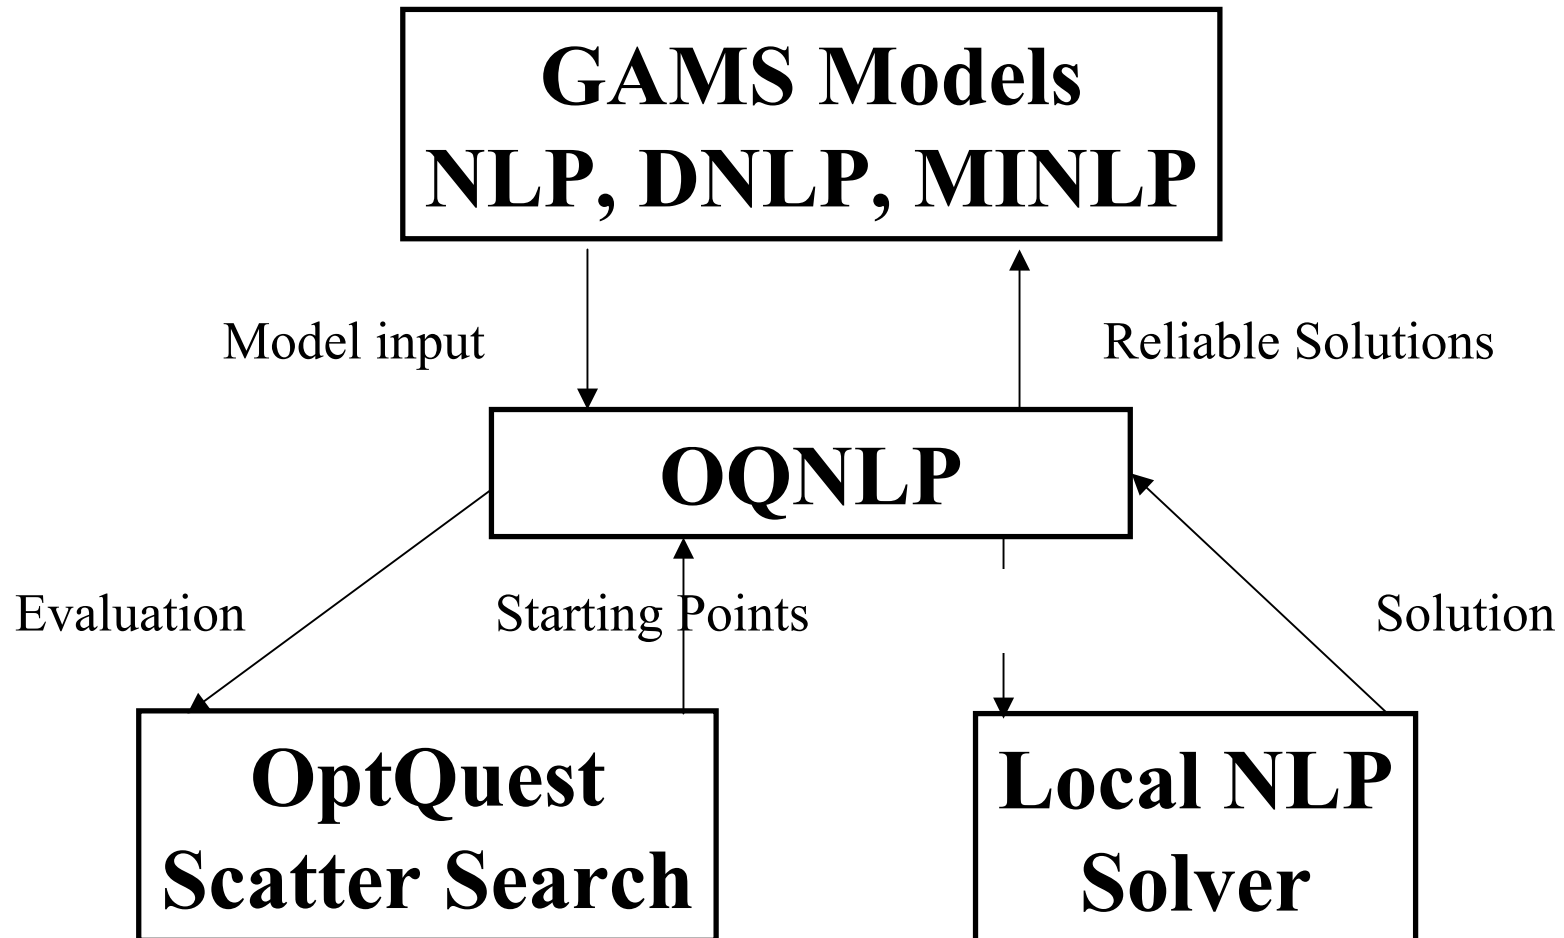 GAMS Models
NLP, DNLP, MINLP
Model input
Reliable Solutions
OQNLP
Evaluation
Starting Points
Solution
OptQuest
Scatter Search
Local NLP
Solver